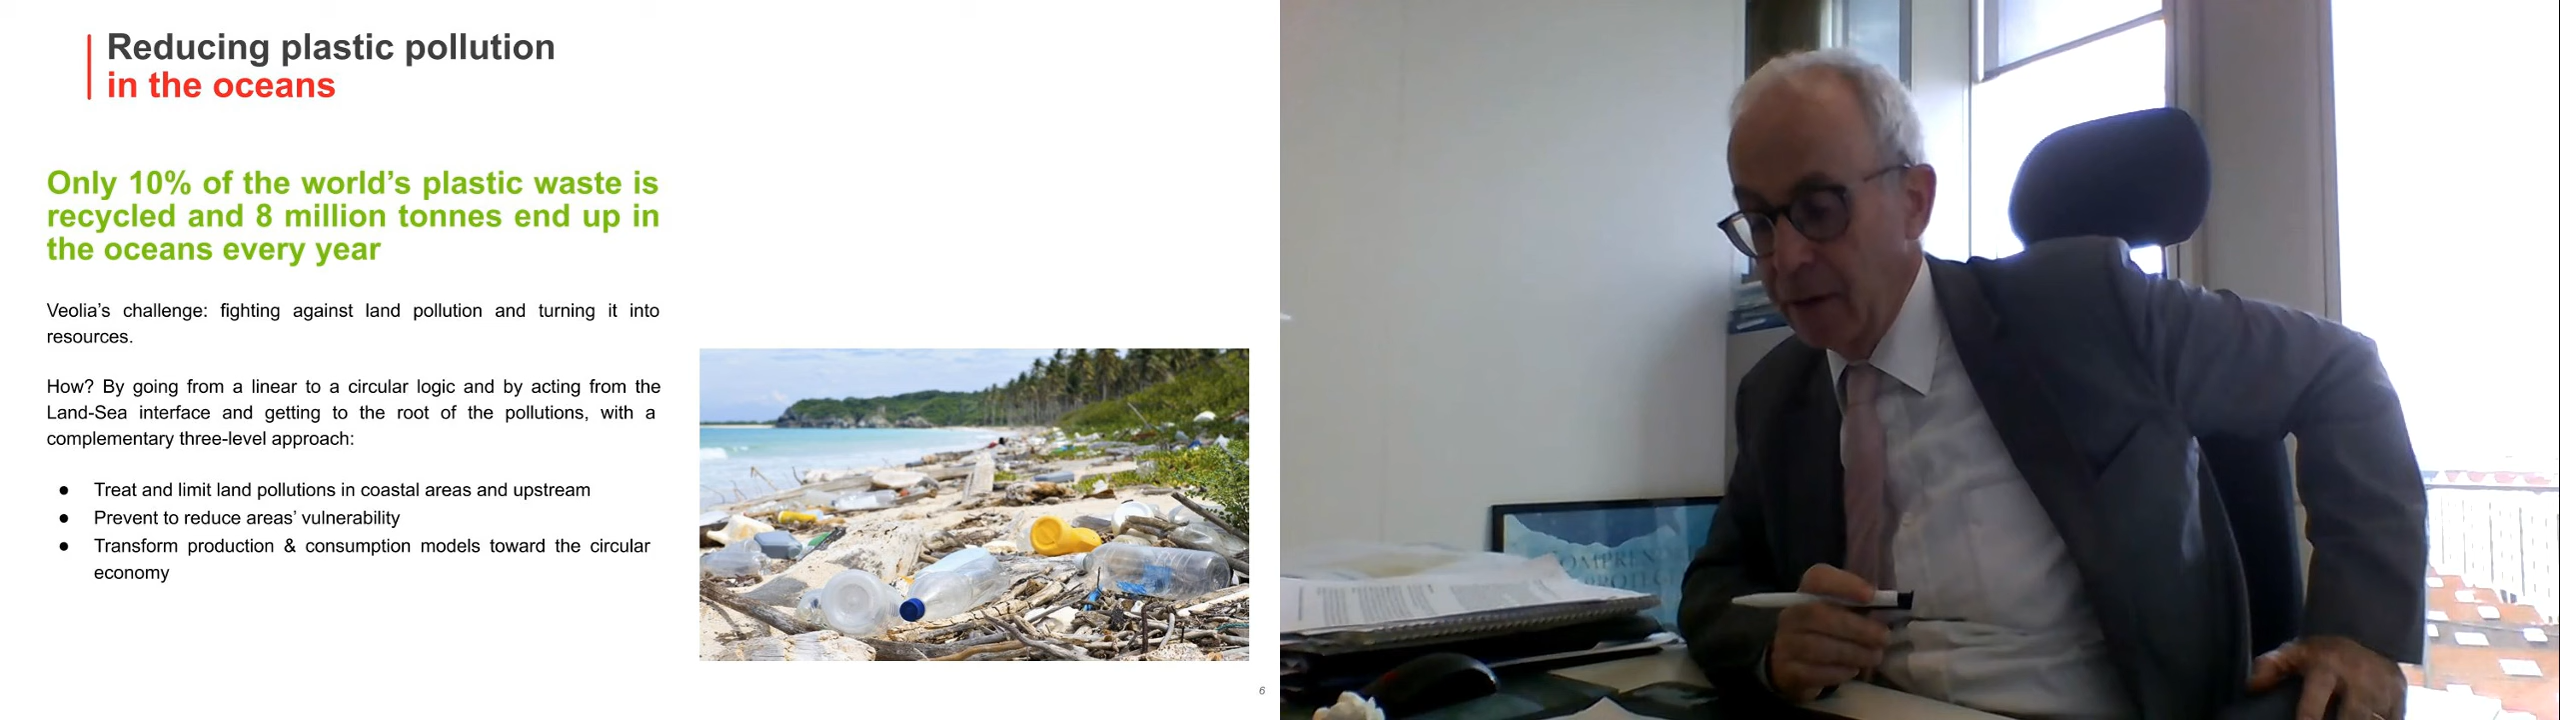 Reducing plastic pollution
in the oceans
Only 10% of the world's plastic waste is
recycled and 8 million tonnes end up in
the oceans every year
Veolia's challenge: fighting against land pollution and turning it into
resources.
How? By going from a linear to a circular logic and by acting from the
Land-Sea interface and getting to the root of the pollutions, with a
complementary three-level approach:
● Treat and limit land pollutions in coastal areas and upstream
● Prevent to reduce areas' vulnerability
● Transform production & consumption models toward the circular
economy
6